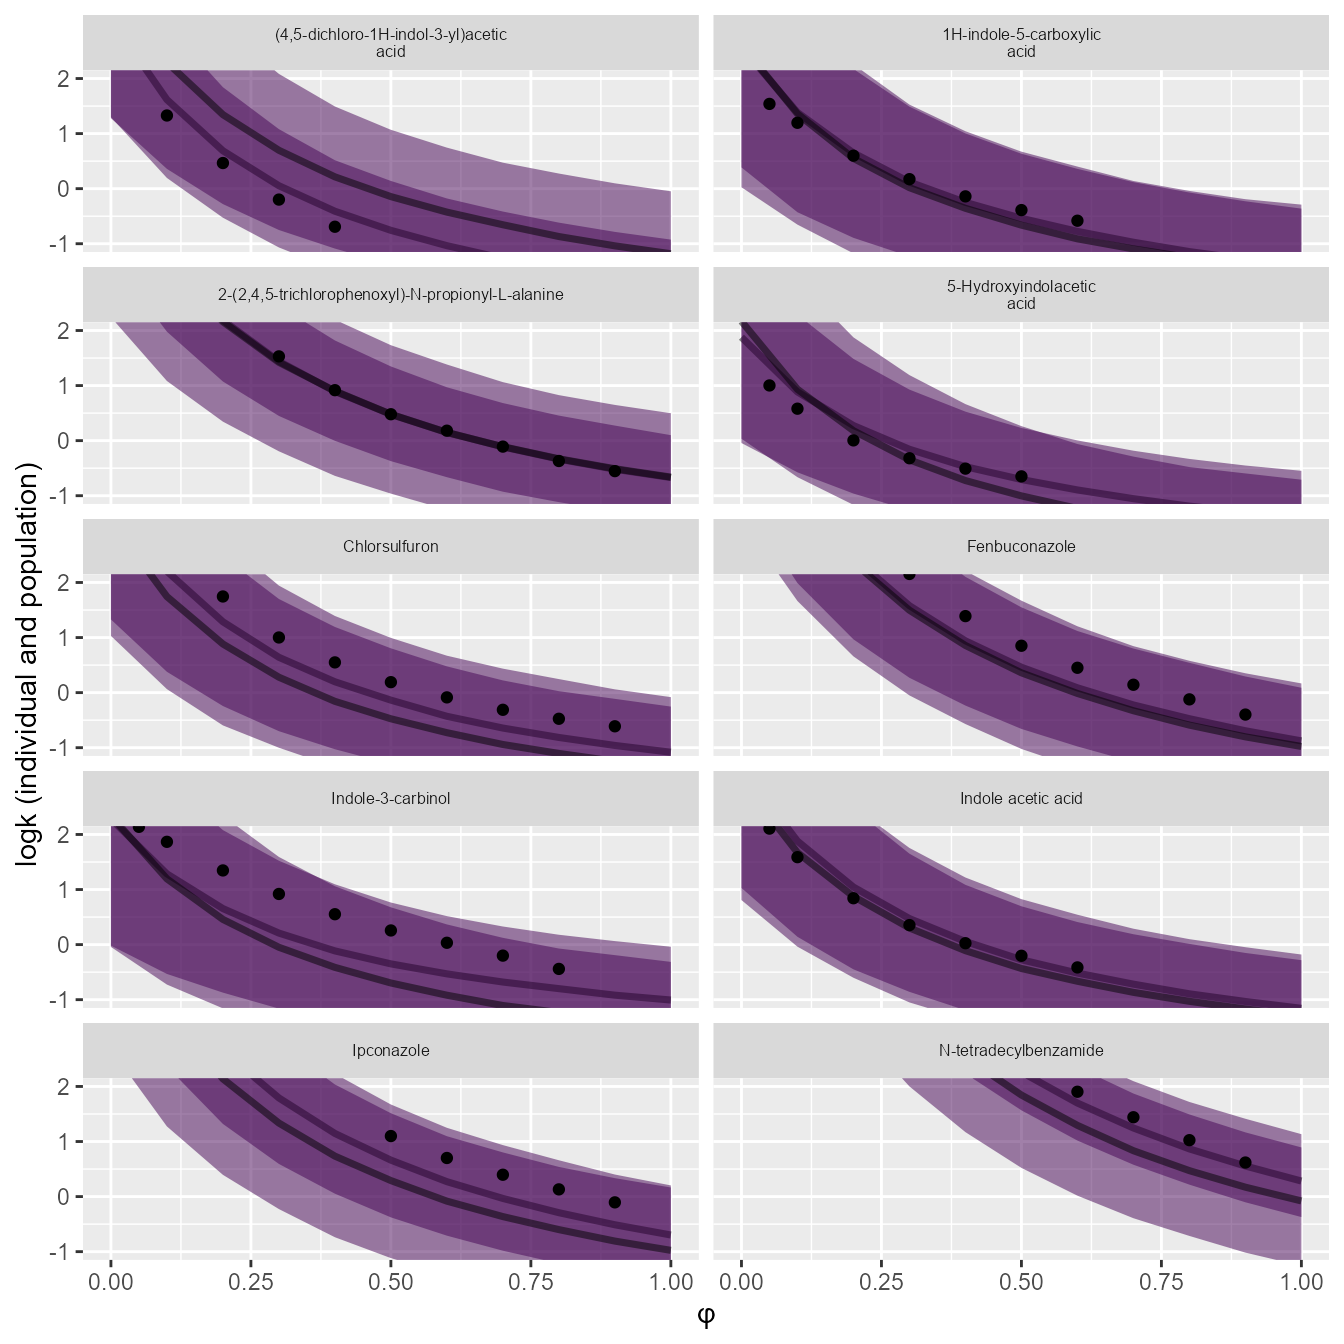 (4,5-dichloro-1H-indol-3-yl)acetic
acid
1H-indole-5-carboxylic
acid
2
1
0
-1
2-(2,4,5-trichlorophenoxyl)-N-propionyl-L-alanine
5-Hydroxyindolacetic
acid
2
1
0
-1
Chlorsulfuron
Fenbuconazole
2
1
0
-1
Indole-3-carbinol
Indole acetic acid
2
1
0
-1
Ipconazole
N-tetradecylbenzamide
2
1
0
-1
0.00 0.25 0.50 0.75 1.00
0.00 0.25 0.50 0.75 1.00
φ
logk (individual and population)